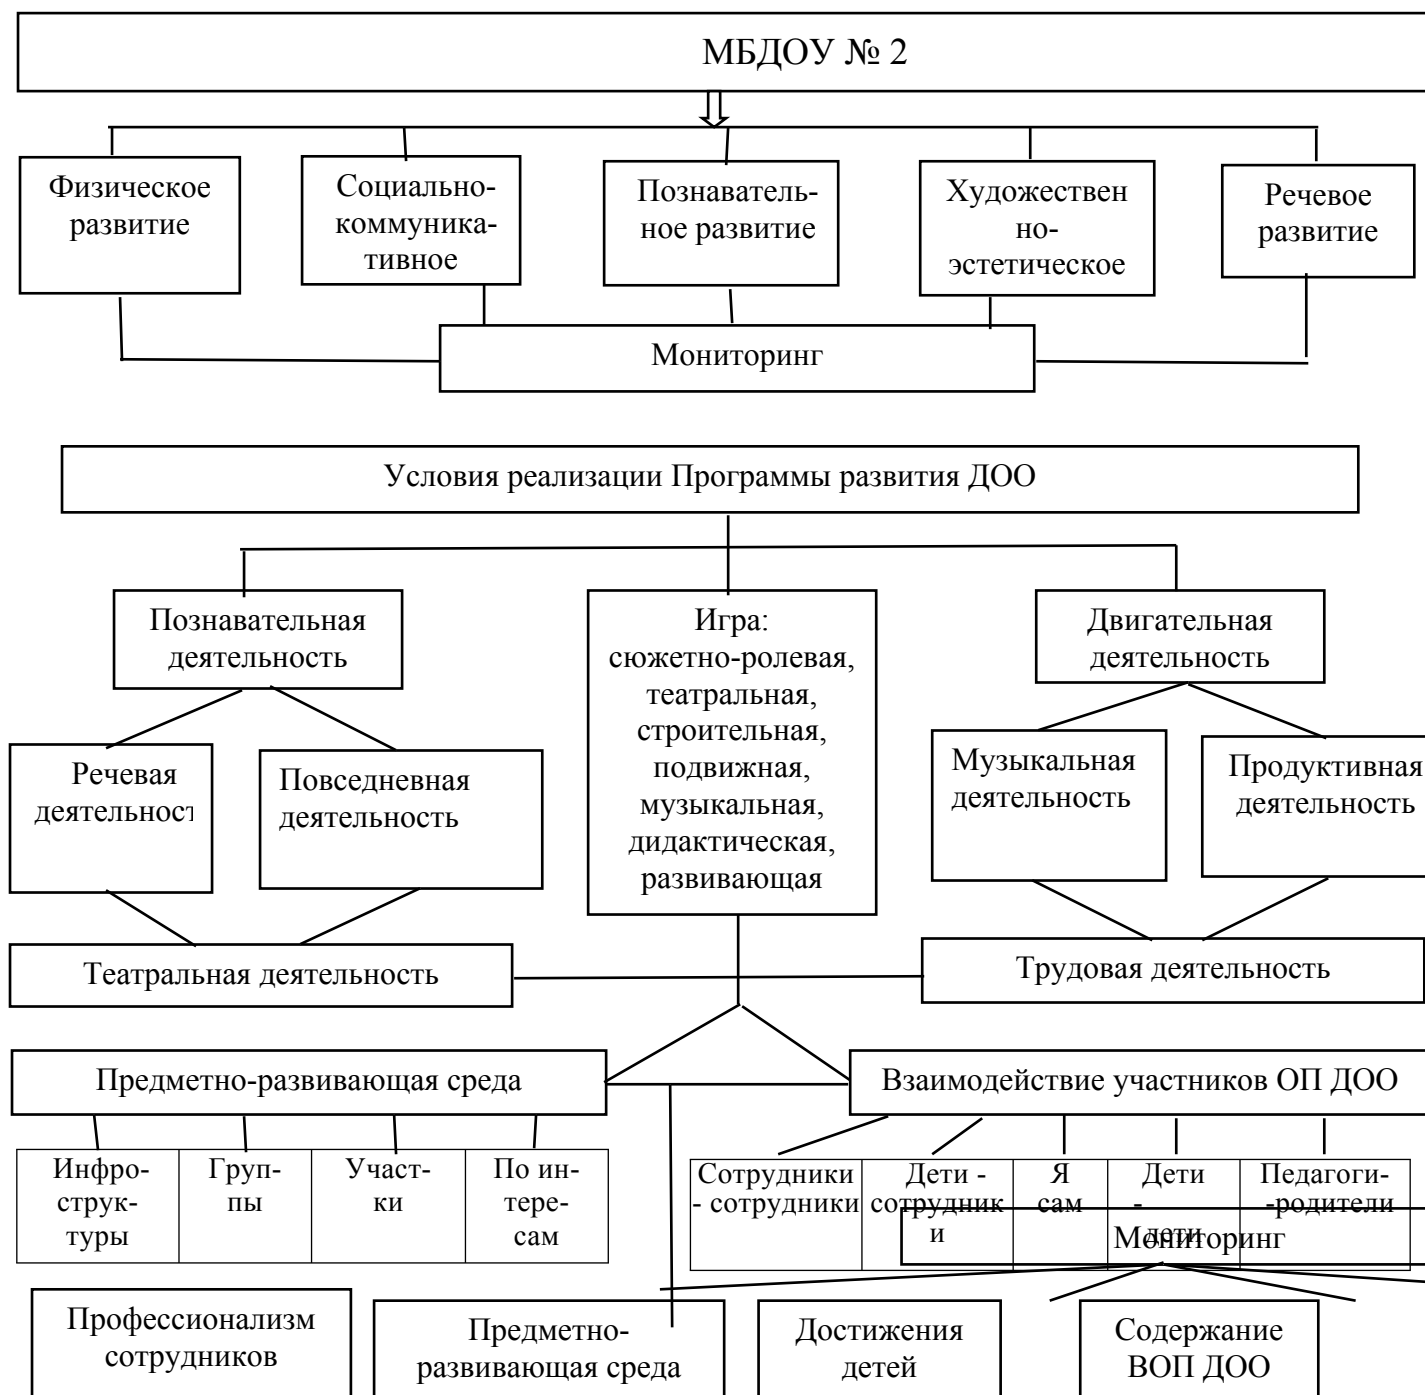 МБДОУ № 2
Физическое
развитие
Социально-
коммуника-
тивное
Познаватель-
ное развитие
Художествен
но-
эстетическое
Речевое
развитие
Мониторинг
Условия реализации Программы развития ДОО
Познавательная
деятельность
Игра:
сюжетно-ролевая,
театральная,
строительная,
подвижная,
музыкальная,
дидактическая,
развивающая
Двигательная
деятельность
Речевая
деятельност
Повседневная
деятельность
Музыкальная
деятельность
Продуктивная
деятельность
Театральная деятельность
Трудовая деятельность
Предметно-развивающая среда
Взаимодействие участников ОП ДОО
Инфро-
струк-
туры
Груп-
пы
Участ-
ки
По ин-
тере-
сам
Сотрудники
- сотрудники
Дети -
сотрудник
и
Я
сам
Дети
-
дети
Педагоги-
-родители
Мониторинг
Профессионализм
сотрудников
Предметно-
развивающая среда
Достижения
детей
Содержание
ВОП ДОО